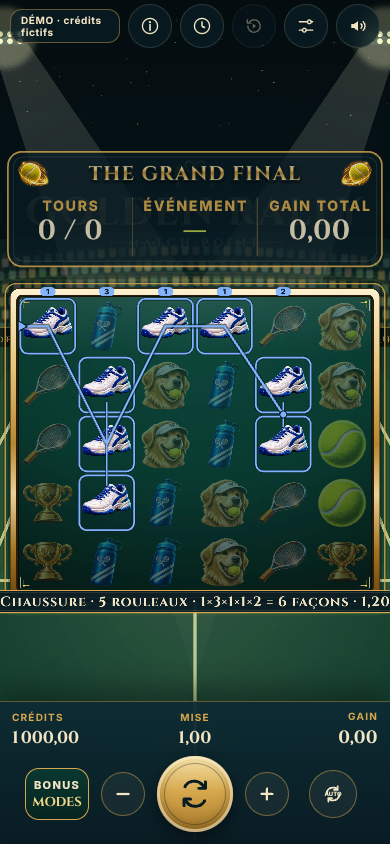 DÉMO · crédits
fictifs
THE GRAND FINAL
TOURS ÉVÉNEMENT GAIN TOTAL
0 / 0 — 0,00
1 3 1 1 2
CHAUSSURE · 5 ROULEAUX · 1×3×1×1×2 = 6 FAÇONS · 1,20
CRÉDITS MISE GAIN
1000,00 1,00 0,00
BONUS
MODES
AUTO